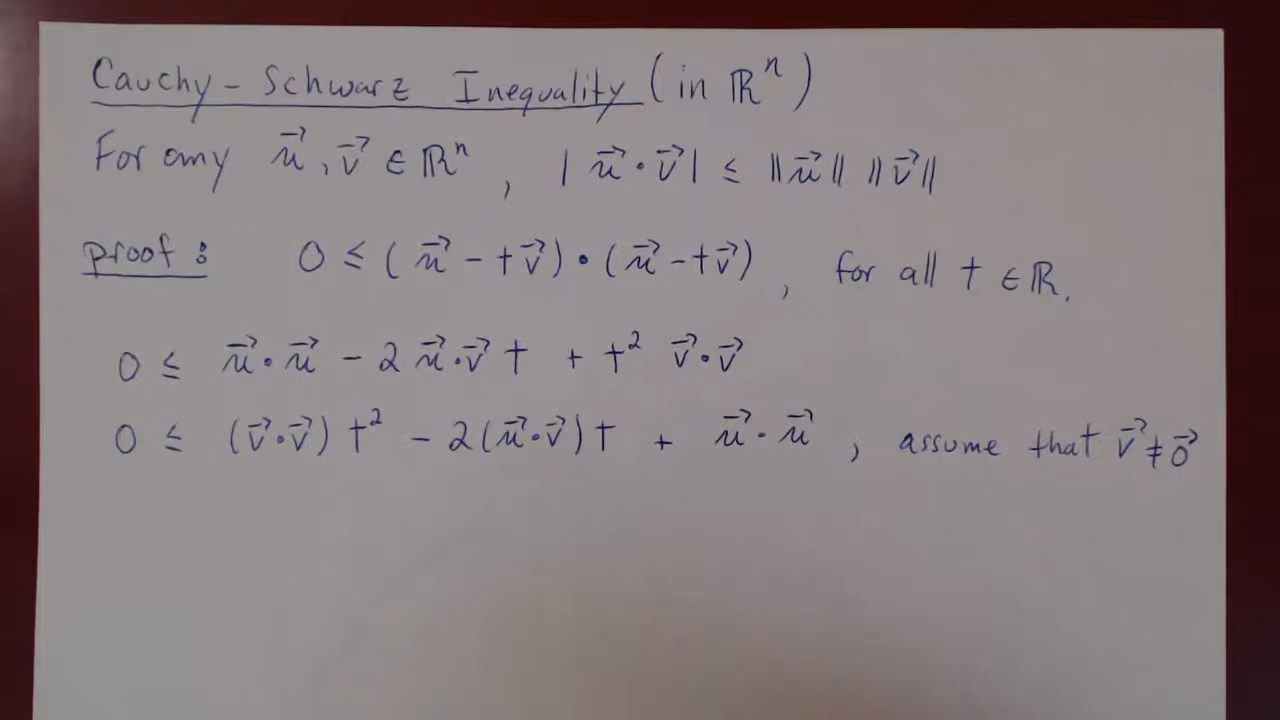 Cauchy - Schwarz Inequality (in ℝⁿ)
For any u⃗, v⃗ ∈ ℝⁿ, |u⃗ · v⃗| ≤ ‖u⃗‖ ‖v⃗‖
proof: 0 ≤ (u⃗ - tv⃗) · (u⃗ - tv⃗), for all t ∈ ℝ.
0 ≤ u⃗ · u⃗ - 2 u⃗ · v⃗ t + t² v⃗ · v⃗
0 ≤ (v⃗ · v⃗) t² - 2(u⃗ · v⃗)t + u⃗ · u⃗, assume that v⃗ ≠ 0⃗